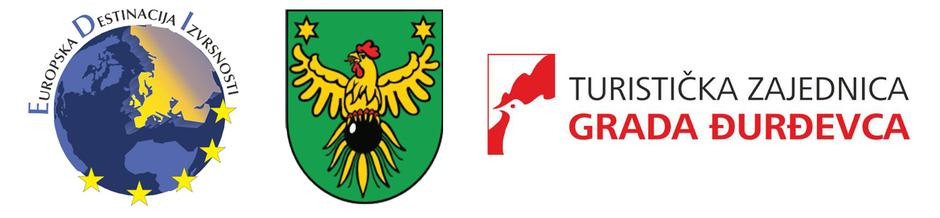 EUROPSKA DESTINACIJA IZVRSNOSTI
TURISTIČKA ZAJEDNICA
GRADA ĐURĐEVCA